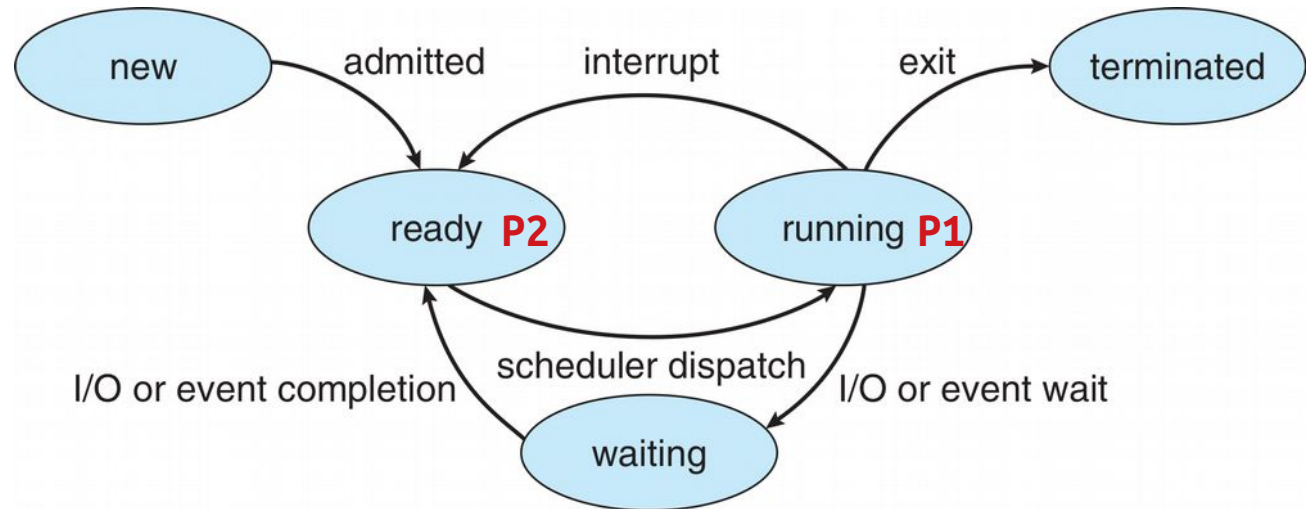 admitted
interrupt
exit
new
terminated
ready P2
running P1
scheduler dispatch
I/O or event completion
I/O or event wait
waiting